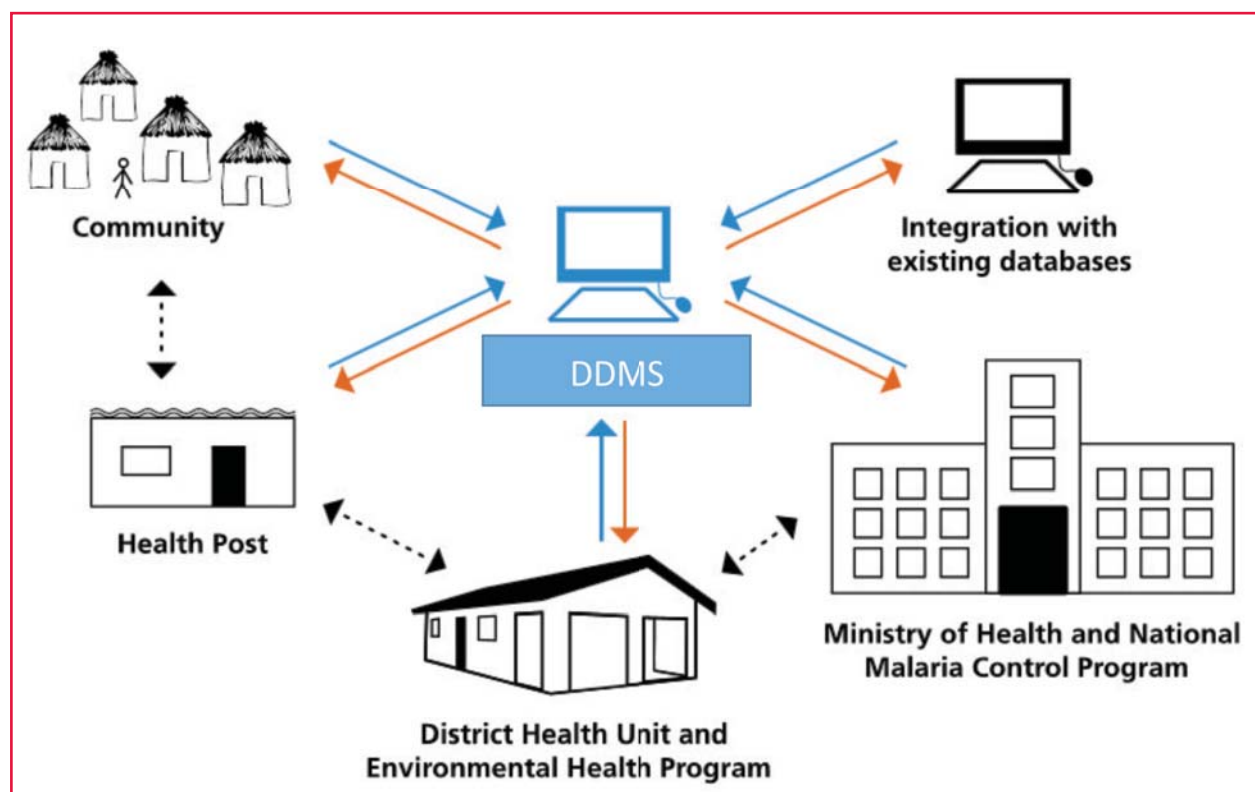 Community
Integration with
existing databases
DDMS
Health Post
Ministry of Health and National
Malaria Control Program
District Health Unit and
Environmental Health Program